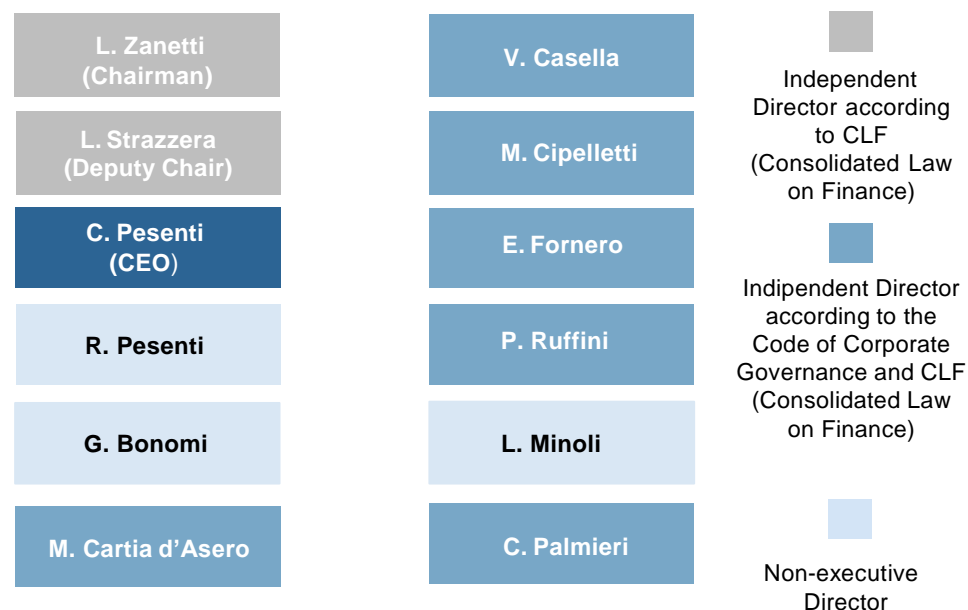 L. Zanetti
(Chairman)
L. Strazzera
(Deputy Chair)
C. Pesenti
(CEO)
R. Pesenti
G. Bonomi
M. Cartia d’Asero
V. Casella
M. Cipelletti
E. Fornero
P. Ruffini
L. Minoli
C. Palmieri
Independent
Director according
to CLF
(Consolidated Law
on Finance)
Indipendent Director
according to the
Code of Corporate
Governance and CLF
(Consolidated Law
on Finance)
Non-executive
Director